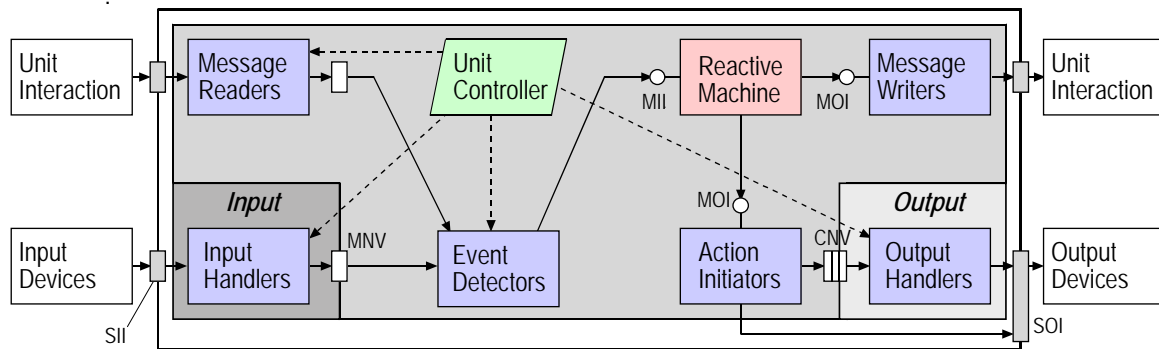 Unit
Interaction
Message
Readers
Unit
Controller
MII
Reactive
Machine
MOI
Message
Writers
Unit
Interaction
Input
MOI
Output
Input
Devices
Input
Handlers
MNV
Event
Detectors
Action
Initiators
CNV
Output
Handlers
Output
Devices
SII
SOI